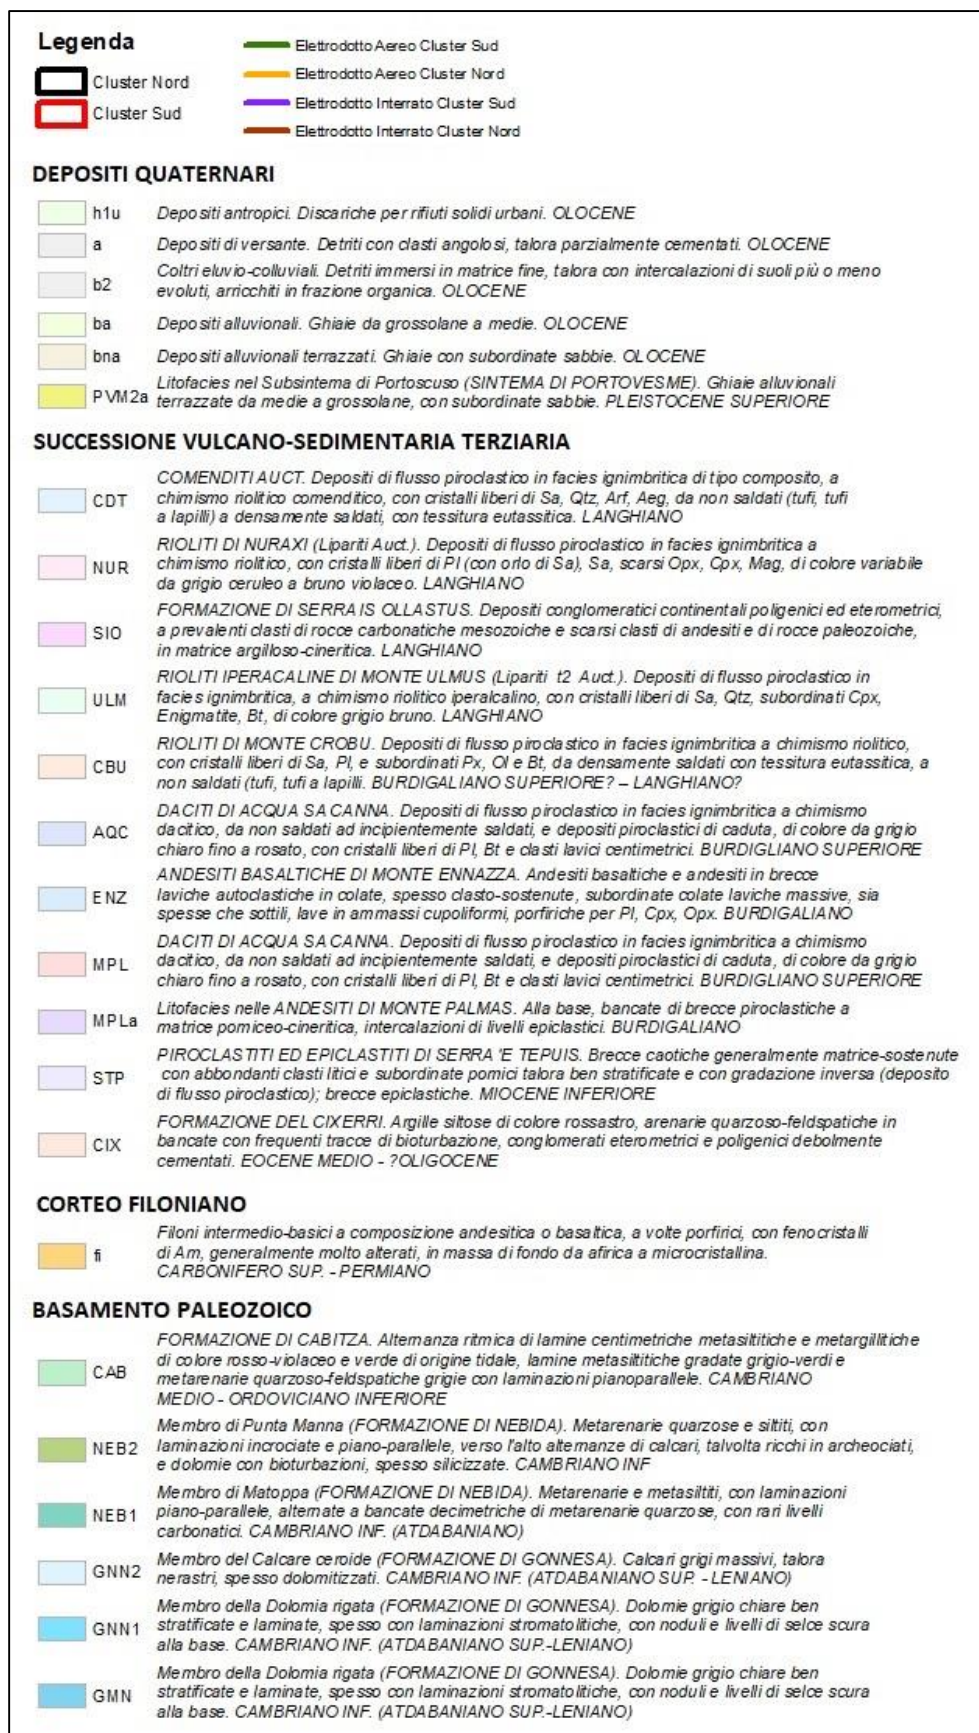 Legenda
Cluster Nord
Cluster Sud
Elettrodotto Aereo Cluster Sud
Elettrodotto Aereo Cluster Nord
Elettrodotto Interrato Cluster Sud
Elettrodotto Interrato Cluster Nord
DEPOSITI QUATERNARI
h1u Depositi antropici. Discariche per rifiuti solidi urbani. OLOCENE
a Depositi di versante. Detriti con clasti angolosi, talora parzialmente cementati. OLOCENE
b2 Coltri eluvio-colluviali. Detriti immersi in matrice fine, talora con intercalazioni di suoli più o meno
evoluti, arricchiti in frazione organica. OLOCENE
ba Depositi alluvionali. Ghiaie da grossolane a medie. OLOCENE
bna Depositi alluvionali terrazzati. Ghiaie con subordinate sabbie. OLOCENE
PVM2a Litofacies nel Subsintema di Portoscuso (SINTEMA DI PORTOVESME). Ghiaie alluvionali
terrazzate da medie a grossolane, con subordinate sabbie. PLEISTOCENE SUPERIORE
SUCCESSIONE VULCANO-SEDIMENTARIA TERZIARIA
CDT COMENDITI AUCT. Depositi di flusso piroclastico in facies ignimbritica di tipo composito, a
chimismo riolitico comenditico, con cristalli liberi di Sa, Qtz, Arf, Aeg, da non saldati (tufi, tufi
a lapilli) a densamente saldati, con tessitura eutassitica. LANGHIANO
NUR RIOLITI DI NURAXI (Lipariti Auct.). Depositi di flusso piroclastico in facies ignimbritica a
chimismo riolitico, con cristalli liberi di Pl (con orlo di Sa), Sa, scarsi Opx, Cpx, Mag, di colore variabile
da grigio ceruleo a bruno violaceo. LANGHIANO
SIO FORMAZIONE DI SERRA IS OLLASTUS. Depositi conglomeratici continentali poligenici ed eterometrici,
a prevalenti clasti di rocce carbonatiche mesozoiche e scarsi clasti di andesiti e di rocce paleozoiche,
in matrice argilloso-cineritica. LANGHIANO
ULM RIOLITI IPERACALINE DI MONTE ULMUS (Lipariti t2 Auct.). Depositi di flusso piroclastico in
facies ignimbritica, a chimismo riolitico iperalcalino, con cristalli liberi di Sa, Qtz, subordinati Cpx,
Enigmatite, Bt, di colore grigio bruno. LANGHIANO
CBU RIOLITI DI MONTE CROBU. Depositi di flusso piroclastico in facies ignimbritica a chimismo riolitico,
con cristalli liberi di Sa, Pl, e subordinati Px, Ol e Bt, da densamente saldati con tessitura eutassitica, a
non saldati (tufi, tufi a lapilli. BURDIGALIANO SUPERIORE? – LANGHIANO?
AQC DACITI DI ACQUA SA CANNA. Depositi di flusso piroclastico in facies ignimbritica a chimismo
dacitico, da non saldati ad incipientemente saldati, e depositi piroclastici di caduta, di colore da grigio
chiaro fino a rosato, con cristalli liberi di Pl, Bt e clasti lavici centimetrici. BURDIGLIANO SUPERIORE
ENZ ANDESITI BASALTICHE DI MONTE ENNAZZA. Andesiti basaltiche e andesiti in brecce
laviche autoclastiche in colate, spesso clasto-sostenute, subordinate colate laviche massive, sia
spesse che sottili, lave in ammassi cupoliformi, porfiriche per Pl, Cpx, Opx. BURDIGALIANO
MPL DACITI DI ACQUA SA CANNA. Depositi di flusso piroclastico in facies ignimbritica a chimismo
dacitico, da non saldati ad incipientemente saldati, e depositi piroclastici di caduta, di colore da grigio
chiaro fino a rosato, con cristalli liberi di Pl, Bt e clasti lavici centimetrici. BURDIGLIANO SUPERIORE
MPLa Litofacies nelle ANDESITI DI MONTE PALMAS. Alla base, bancate di brecce piroclastiche a
matrice pomiceo-cineritica, intercalazioni di livelli epiclastici. BURDIGALIANO
STP PIROCLASTITI ED EPICLASTITI DI SERRA 'E TEPUIS. Brecce caotiche generalmente matrice-sostenute
con abbondanti clasti litici e subordinate pomici talora ben stratificate e con gradazione inversa (deposito
di flusso piroclastico); brecce epiclastiche. MIOCENE INFERIORE
CIX FORMAZIONE DEL CIXERRI. Argille siltose di colore rossastro, arenarie quarzoso-feldspatiche in
bancate con frequenti tracce di bioturbazione, conglomerati eterometrici e poligenici debolmente
cementati. EOCENE MEDIO - ?OLIGOCENE
CORTEO FILONIANO
fi Filoni intermedio-basici a composizione andesitica o basaltica, a volte porfirici, con fenocristalli
di Am, generalmente molto alterati, in massa di fondo da afirica a microcristallina.
CARBONIFERO SUP. - PERMIANO
BASAMENTO PALEOZOICO
CAB FORMAZIONE DI CABITZA. Alternanza ritmica di lamine centimetriche metasiltitiche e metargillitiche
di colore rosso-violaceo e verde di origine tidale, lamine metasiltitiche gradate grigio-verdi e
metarenarie quarzoso-feldspatiche grigie con laminazioni pianoparallele. CAMBRIANO
MEDIO - ORDOVICIANO INFERIORE
NEB2 Membro di Punta Manna (FORMAZIONE DI NEBIDA). Metarenarie quarzose e siltiti, con
laminazioni incrociate e piano-parallele, verso l'alto alternanze di calcari, talvolta ricchi in archeociati,
e dolomie con bioturbazioni, spesso silicizzate. CAMBRIANO INF
NEB1 Membro di Matoppa (FORMAZIONE DI NEBIDA). Metarenarie e metasiltiti, con laminazioni
piano-parallele, alternate a bancate decimetriche di metarenarie quarzose, con rari livelli
carbonatici. CAMBRIANO INF. (ATDABANIANO)
GNN2 Membro del Calcare ceroide (FORMAZIONE DI GONNESA). Calcari grigi massivi, talora
nerastri, spesso dolomitizzati. CAMBRIANO INF. (ATDABANIANO SUP. - LENIANO)
GNN1 Membro della Dolomia rigata (FORMAZIONE DI GONNESA). Dolomie grigio chiare ben
stratificate e laminate, spesso con laminazioni stromatolitiche, con noduli e livelli di selce scura
alla base. CAMBRIANO INF. (ATDABANIANO SUP.-LENIANO)
GMN Membro della Dolomia rigata (FORMAZIONE DI GONNESA). Dolomie grigio chiare ben
stratificate e laminate, spesso con laminazioni stromatolitiche, con noduli e livelli di selce scura
alla base. CAMBRIANO INF. (ATDABANIANO SUP.-LENIANO)